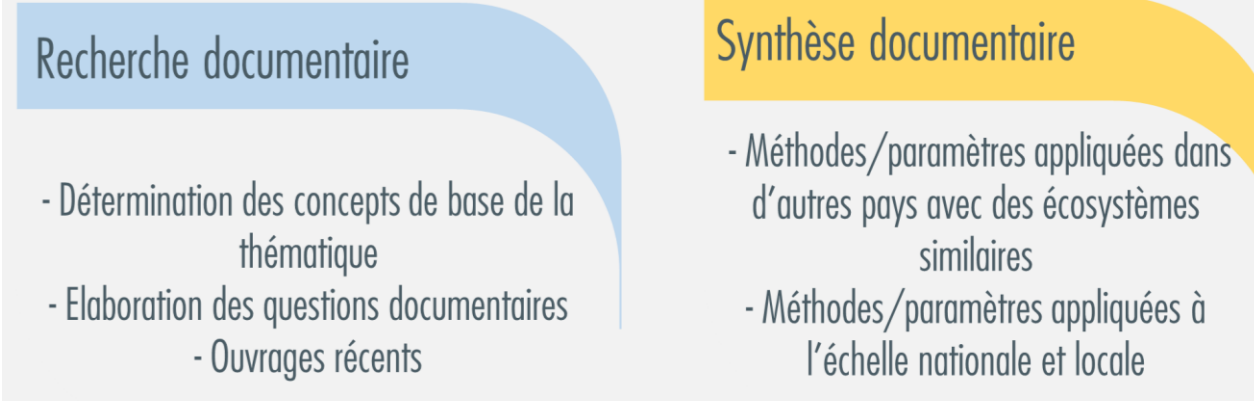 Recherche documentaire
- Détermination des concepts de base de la
thématique
- Elaboration des questions documentaires
- Ouvrages récents
Synthèse documentaire
- Méthodes/paramètres appliquées dans
d'autres pays avec des écosystèmes
similaires
- Méthodes/paramètres appliquées à
l'échelle nationale et locale